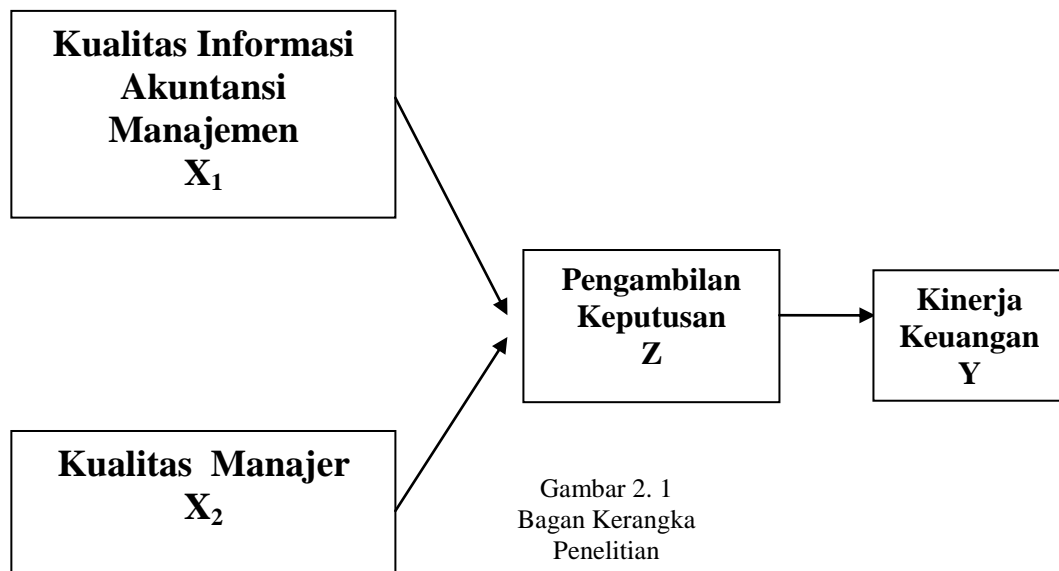 Kualitas Informasi
Akuntansi
Manajemen
X₁
Pengambilan
Keputusan
Z
Kinerja
Keuangan
Y
Kualitas Manajer
X₂
Gambar 2. 1
Bagan Kerangka
Penelitian